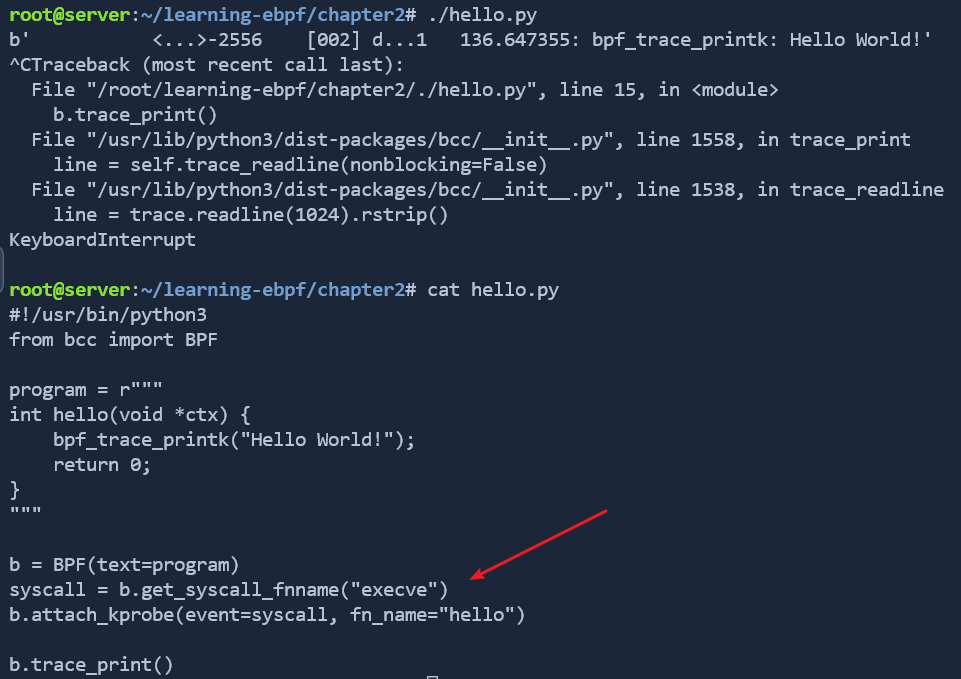 root@server:~/learning-ebpf/chapter2# ./hello.py
b'           <...>-2556    [002] d...1   136.647355: bpf_trace_printk: Hello World!'
^CTraceback (most recent call last):
  File "/root/learning-ebpf/chapter2/./hello.py", line 15, in <module>
    b.trace_print()
  File "/usr/lib/python3/dist-packages/bcc/__init__.py", line 1558, in trace_print
    line = self.trace_readline(nonblocking=False)
  File "/usr/lib/python3/dist-packages/bcc/__init__.py", line 1538, in trace_readline
    line = trace.readline(1024).rstrip()
KeyboardInterrupt

root@server:~/learning-ebpf/chapter2# cat hello.py
#!/usr/bin/python3
from bcc import BPF

program = r"""
int hello(void *ctx) {
    bpf_trace_printk("Hello World!");
    return 0;
}
"""

b = BPF(text=program)
syscall = b.get_syscall_fnname("execve")
b.attach_kprobe(event=syscall, fn_name="hello")

b.trace_print()